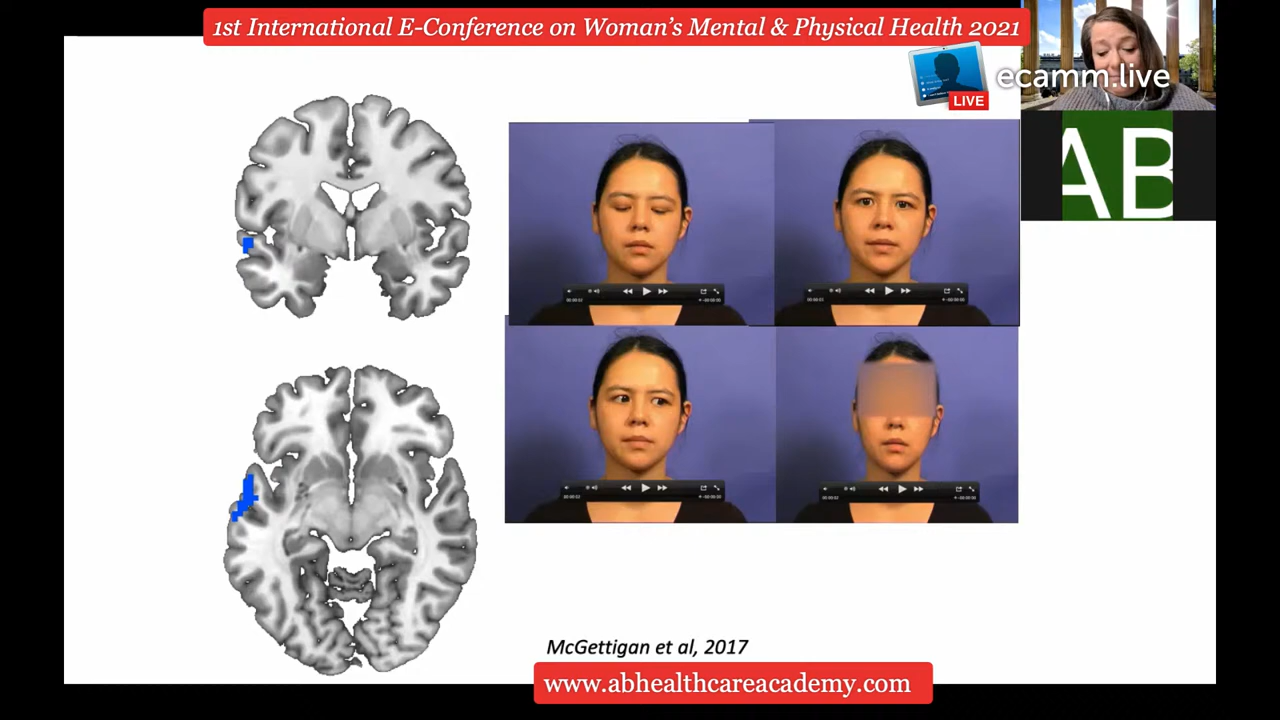 1st International E-Conference on Woman's Mental & Physical Health 2021
LIVE
ecamm.live
AB
McGettigan et al, 2017
www.abhealthcareacademy.com